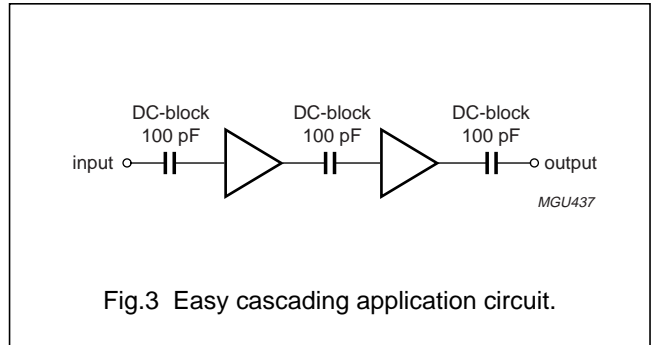 DC-block DC-block DC-block
100 pF 100 pF 100 pF
input output
MGU437
Fig.3 Easy cascading application circuit.